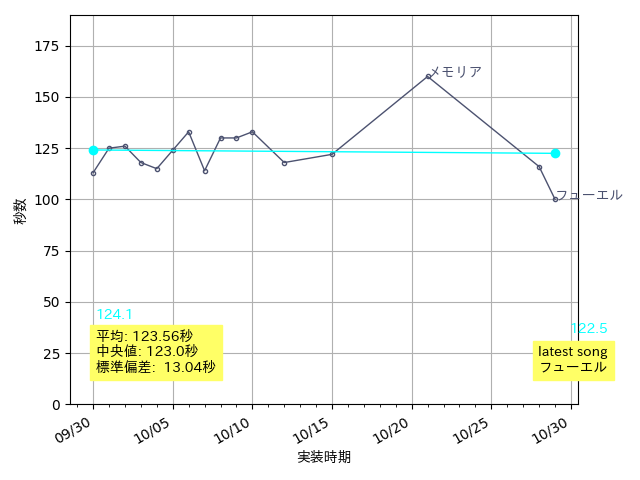 175
150
125
100
75
50
25
0
秒数
メモリア
フューエル
124.1
平均: 123.56秒
中央値: 123.0秒
標準偏差: 13.04秒
122.5
latest song
フューエル
09/30
10/05
10/10
10/15
10/20
10/25
10/30
実装時期